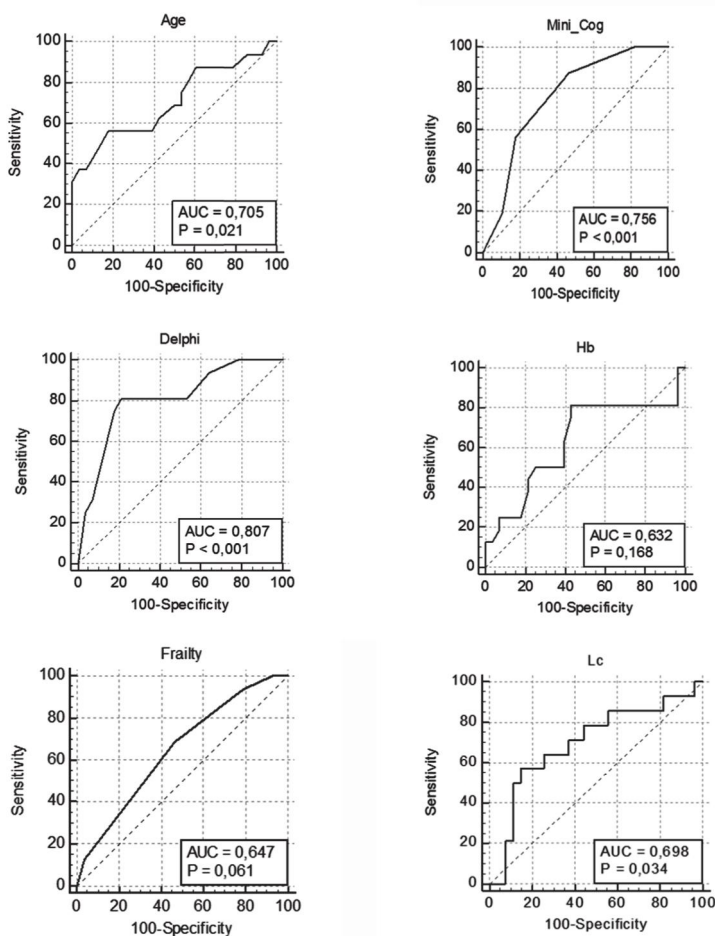 Age
Sensitivity
100
80
60
40
20
0
AUC = 0,705
P = 0,021
0 20 40 60 80 100
100-Specificity
Mini_Cog
Sensitivity
100
80
60
40
20
0
AUC = 0,756
P < 0,001
0 20 40 60 80 100
100-Specificity
Delphi
Sensitivity
100
80
60
40
20
0
AUC = 0,807
P < 0,001
0 20 40 60 80 100
100-Specificity
Hb
Sensitivity
100
80
60
40
20
0
AUC = 0,632
P = 0,168
0 20 40 60 80 100
100-Specificity
Frailty
Sensitivity
100
80
60
40
20
0
AUC = 0,647
P = 0,061
0 20 40 60 80 100
100-Specificity
Lc
Sensitivity
100
80
60
40
20
0
AUC = 0,698
P = 0,034
0 20 40 60 80 100
100-Specificity